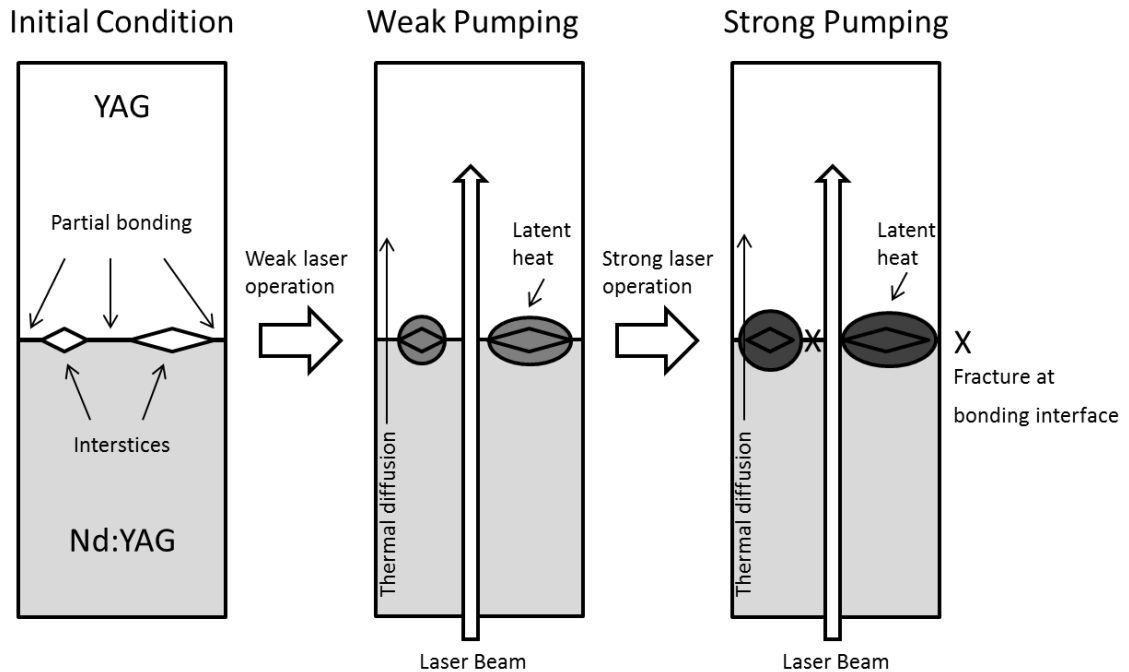 Initial Condition
Weak Pumping
Strong Pumping
YAG
Partial bonding
Interstices
Nd:YAG
Weak laser
operation
Latent
heat
Thermal diffusion
Laser Beam
Strong laser
operation
Latent
heat
X
X
Fracture at
bonding interface
Thermal diffusion
Laser Beam